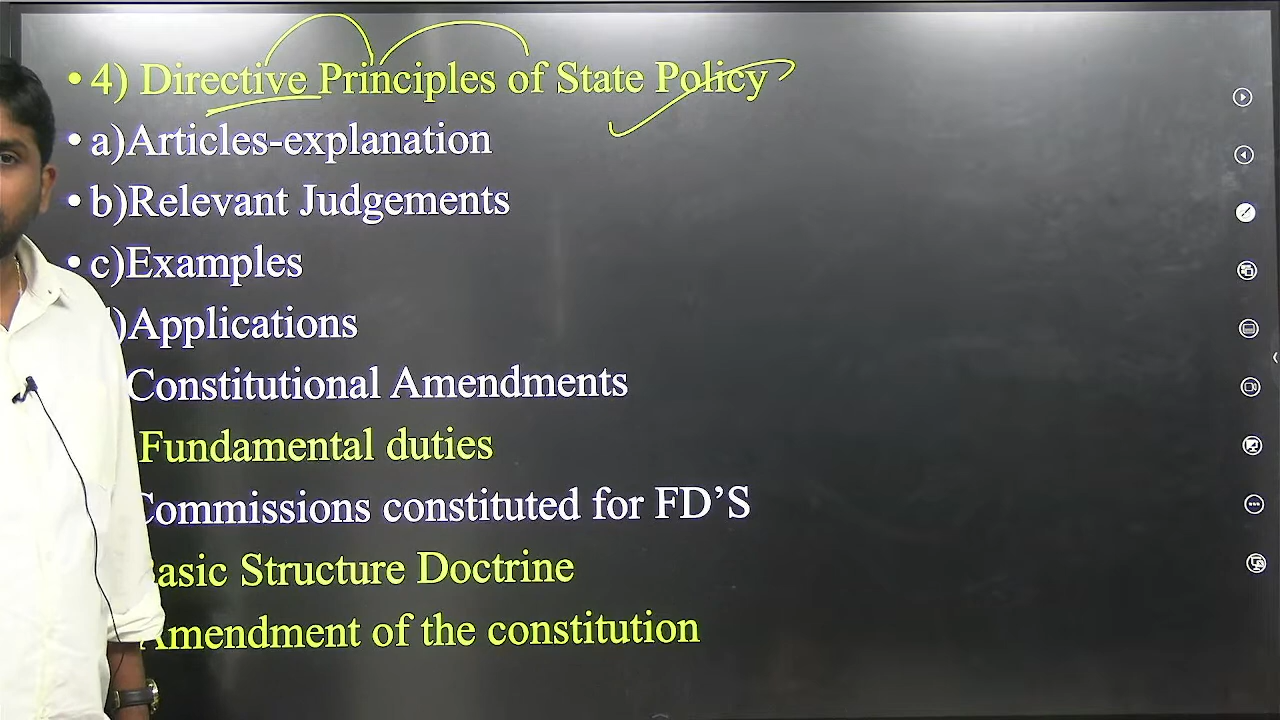 • 4) Directive Principles of State Policy
• a)Articles-explanation
• b)Relevant Judgements
• c)Examples
)Applications
Constitutional Amendments
Fundamental duties
Commissions constituted for FD'S
Basic Structure Doctrine
Amendment of the constitution